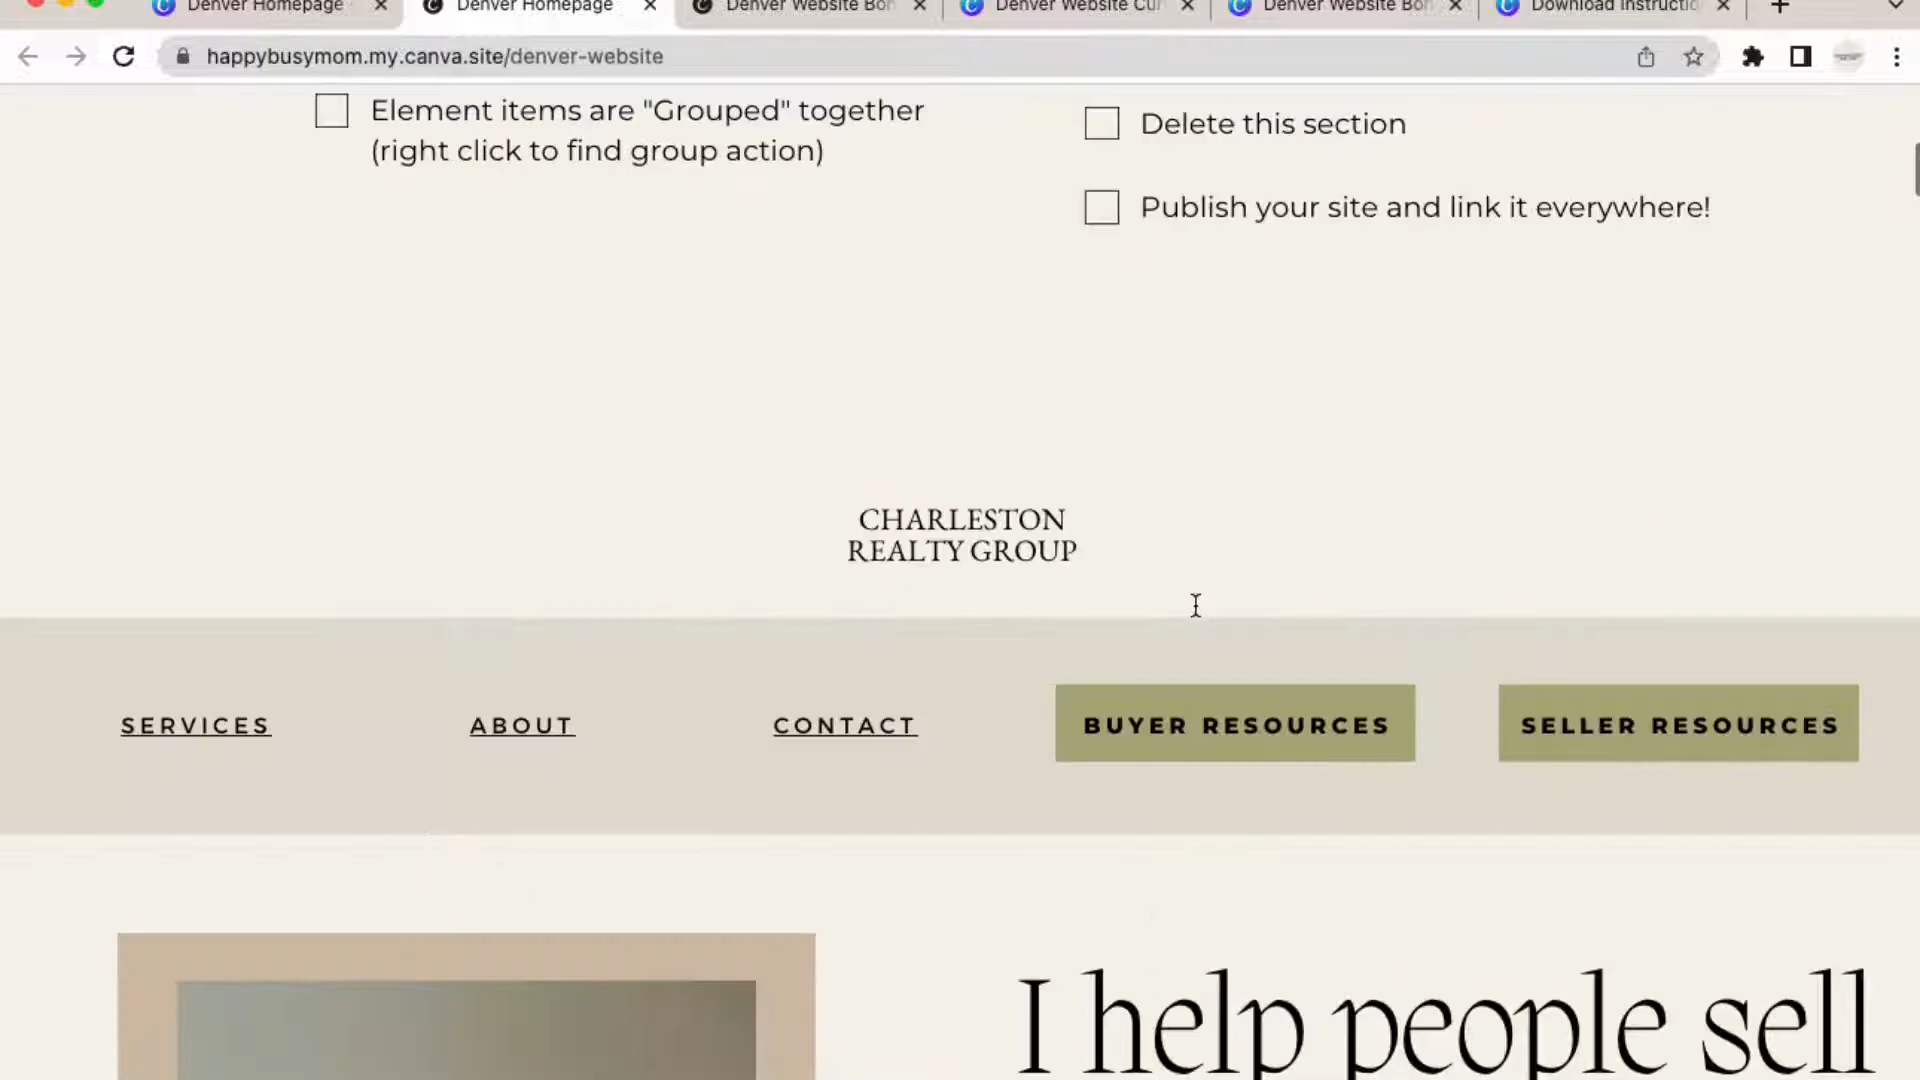 Denver Homepage
Denver Homepage
Denver Website Bon
Denver Website Cur
Denver Website Bon
Download Instructio
happybusymom.my.canva.site/denver-website
Element items are "Grouped" together
(right click to find group action)
Delete this section
Publish your site and link it everywhere!
CHARLESTON
REALTY GROUP
SERVICES
ABOUT
CONTACT
BUYER RESOURCES
SELLER RESOURCES
I help people sell